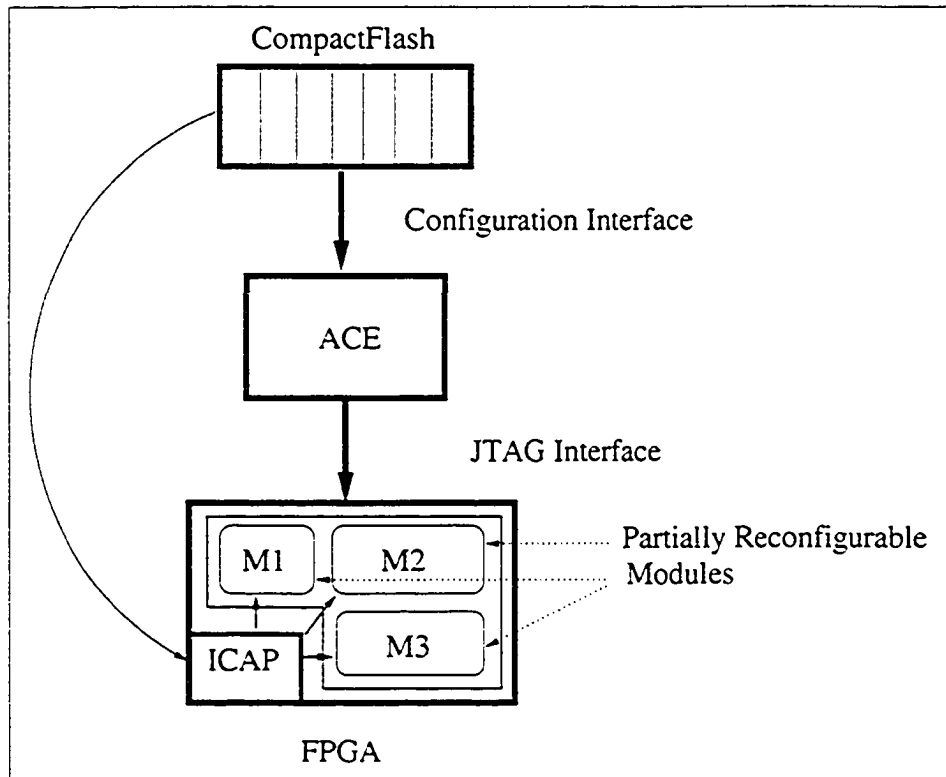 CompactFlash
Configuration Interface
ACE
JTAG Interface
M1
M2
Partially Reconfigurable
Modules
ICAP
M3
FPGA